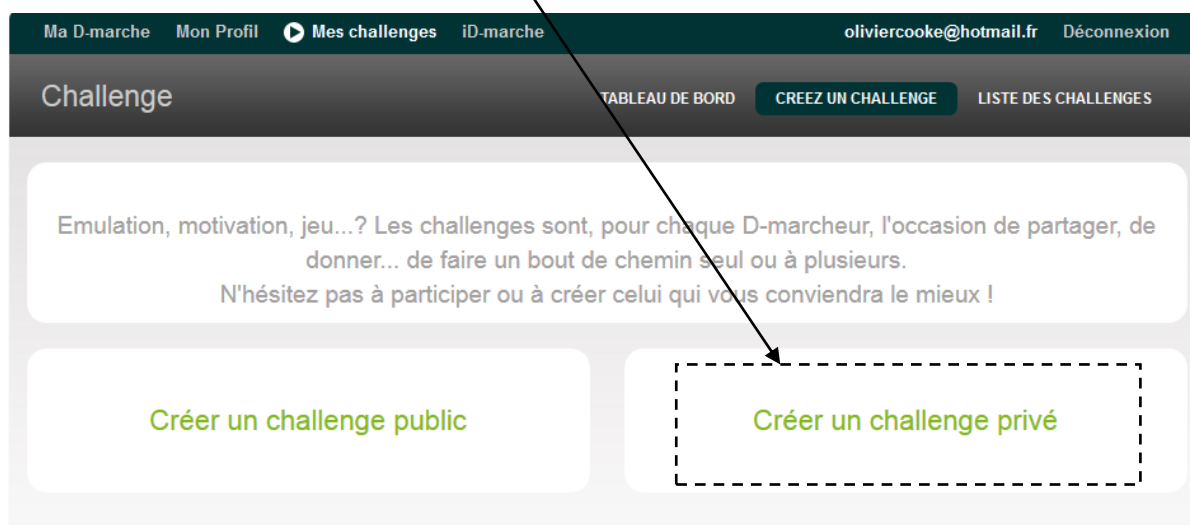 Ma D-marche Mon Profil Mes challenges iD-marche oliviercooke@hotmail.fr Déconnexion
Challenge TABLEAU DE BORD CREEZ UN CHALLENGE LISTE DES CHALLENGES
Emulation, motivation, jeu...? Les challenges sont, pour chaque D-marcheur, l'occasion de partager, de
donner... de faire un bout de chemin seul ou à plusieurs.
N'hésitez pas à participer ou à créer celui qui vous conviendra le mieux !
Créer un challenge public
Créer un challenge privé